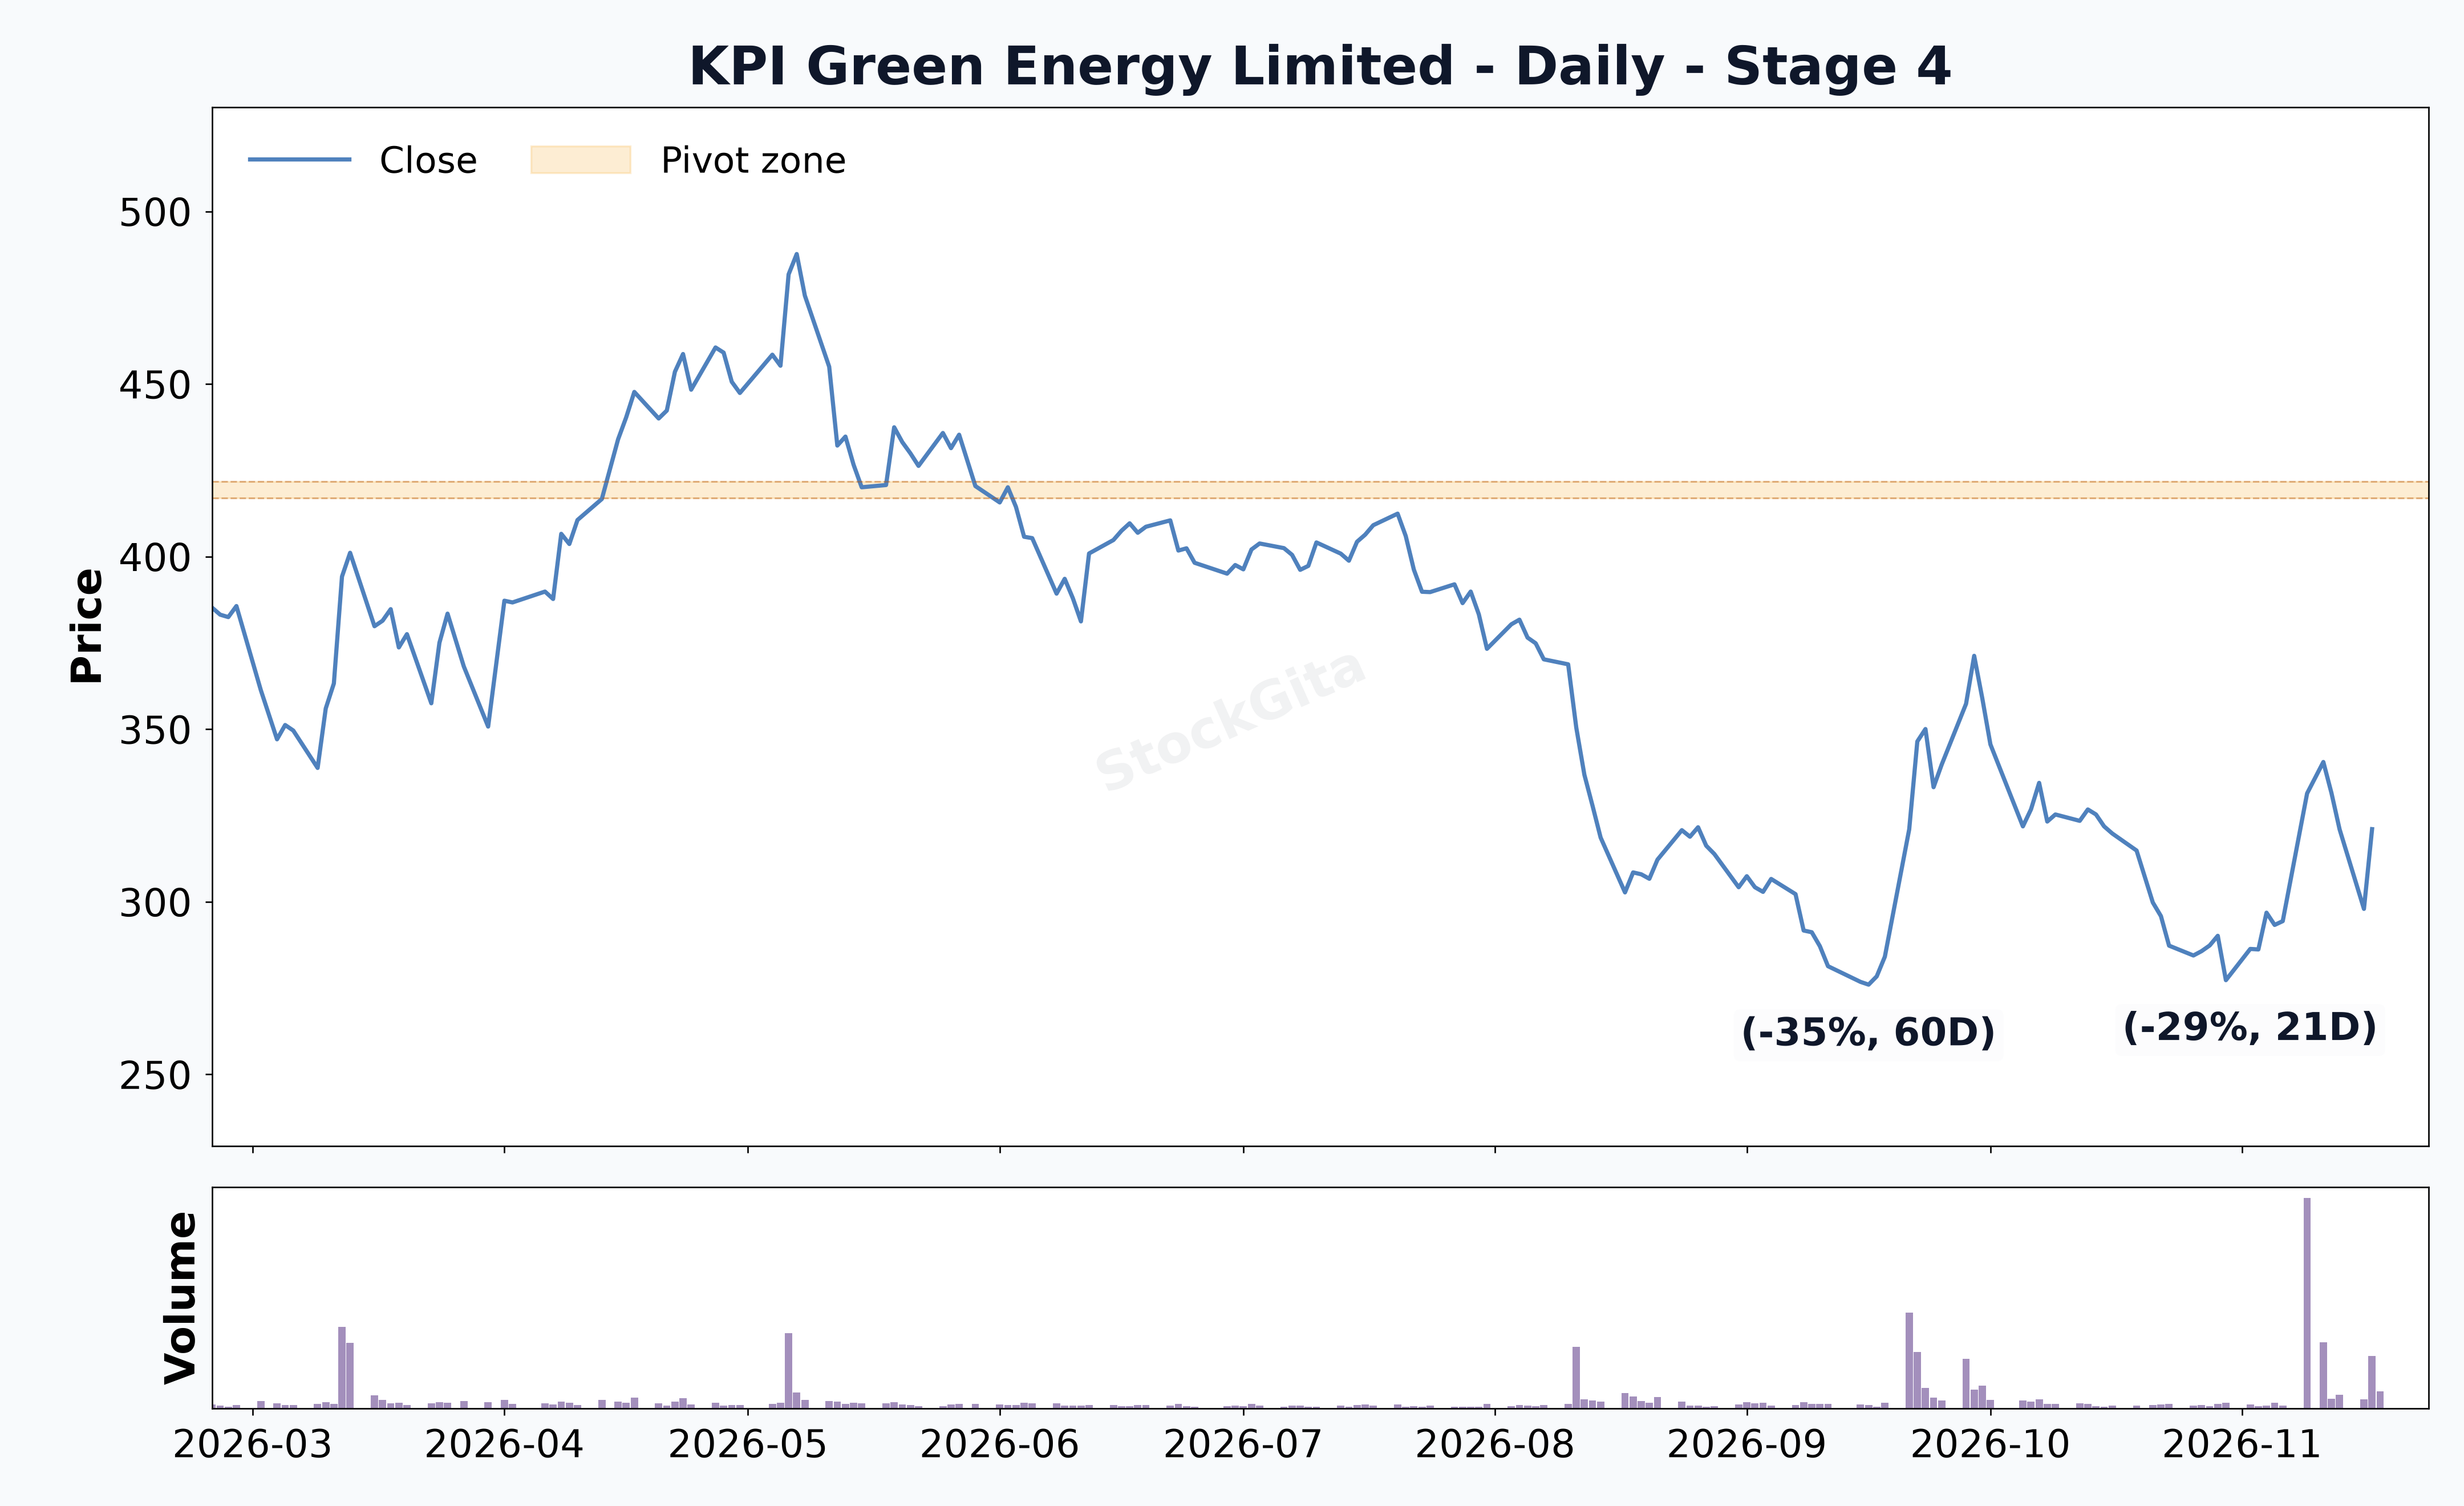 KPI Green Energy Limited - Daily - Stage 4
Close
Pivot zone
Price
500
450
400
350
300
250
StockGita
(-35%, 60D)
(-29%, 21D)
Volume
2026-03
2026-04
2026-05
2026-06
2026-07
2026-08
2026-09
2026-10
2026-11